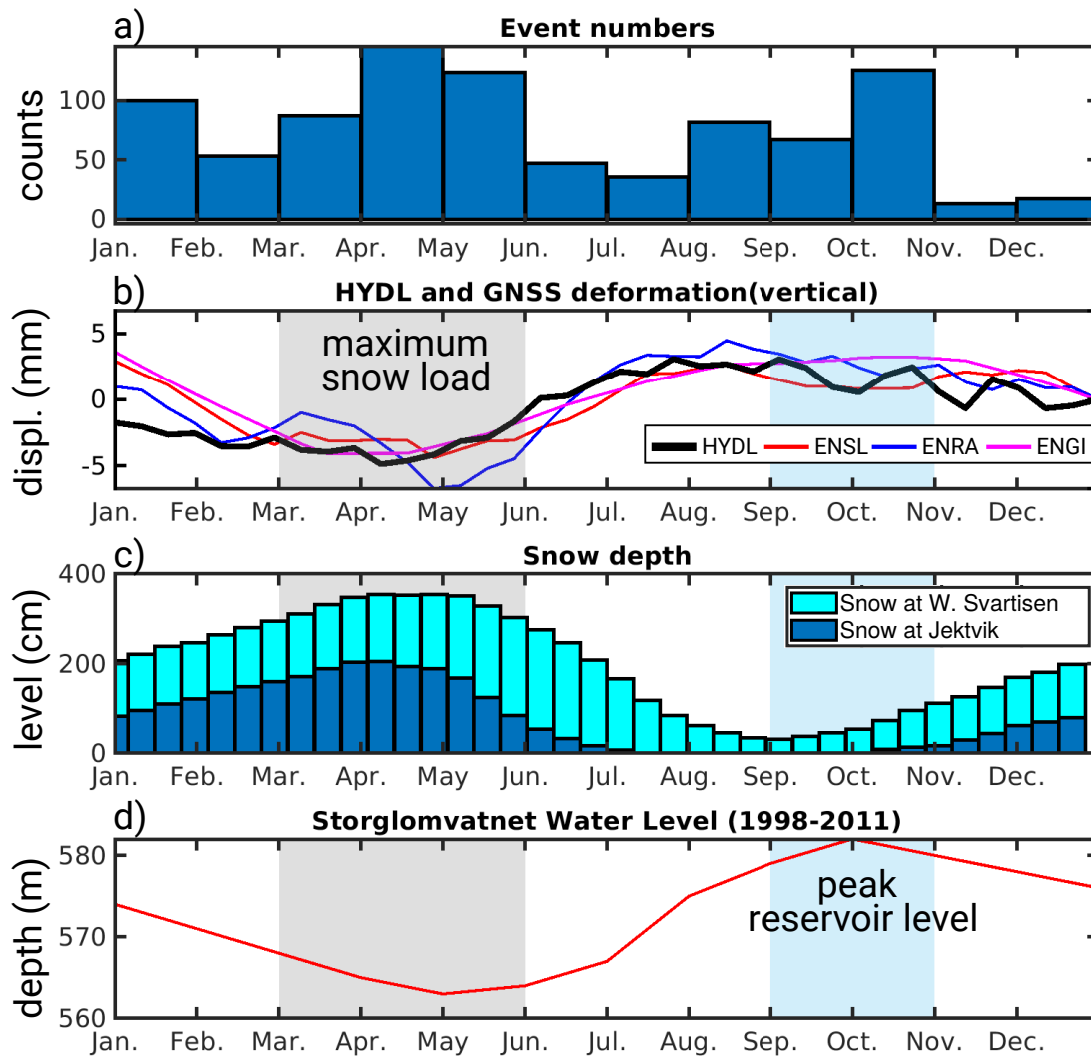 a) Event numbers
counts
100
50
0
Jan. Feb. Mar. Apr. May Jun. Jul. Aug. Sep. Oct. Nov. Dec.
b) HYDL and GNSS deformation(vertical)
displ. (mm)
5
0
-5
maximum
snow load
HYDL ENSL ENRA ENGI
Jan. Feb. Mar. Apr. May Jun. Jul. Aug. Sep. Oct. Nov. Dec.
c) Snow depth
level (cm)
400
200
0
Snow at W. Svartisen
Snow at Jektvik
Jan. Feb. Mar. Apr. May Jun. Jul. Aug. Sep. Oct. Nov. Dec.
d) Storglomvatnet Water Level (1998-2011)
depth (m)
580
570
560
peak
reservoir level
Jan. Feb. Mar. Apr. May Jun. Jul. Aug. Sep. Oct. Nov. Dec.